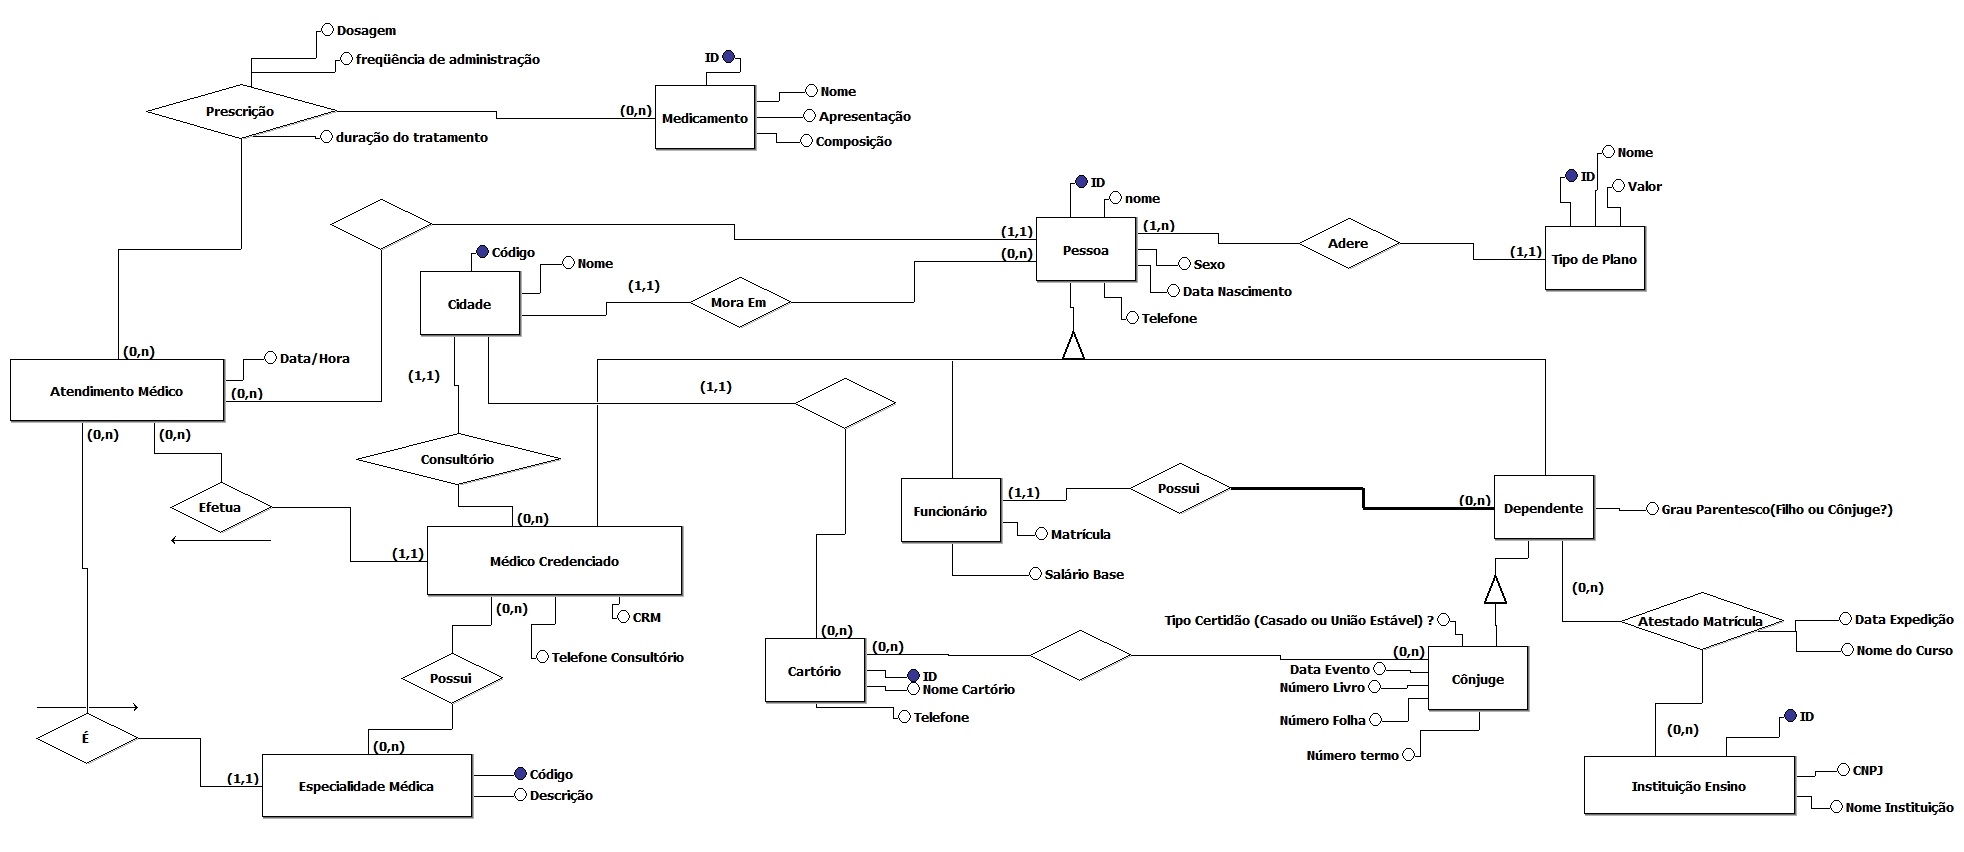 Dosagem
freqüência de administração
ID
Prescrição
(0,n)
Medicamento
Nome
Apresentação
Composição
duração do tratamento
Nome
ID
Valor
ID
nome
(1,1)
(1,n)
Adere
(1,1)
Tipo de Plano
(0,n)
Pessoa
Sexo
Data Nascimento
Telefone
Código
Nome
Cidade
(1,1)
Mora Em
(0,n)
Data/Hora
Atendimento Médico
(0,n)
(1,1)
(1,1)
(0,n)
(0,n)
Consultório
Efetua
(0,n)
(1,1)
Médico Credenciado
Funcionário
(1,1)
Possui
(0,n)
Dependente
Grau Parentesco(Filho ou Cônjuge?)
Matrícula
Salário Base
(0,n)
CRM
Telefone Consultório
Possui
(0,n)
Atestado Matrícula
Data Expedição
Nome do Curso
Tipo Certidão (Casado ou União Estável) ?
(0,n)
(0,n)
(0,n)
Cartório
ID
Nome Cartório
Telefone
Data Evento
Número Livro
Número Folha
Número termo
Cônjuge
É
(0,n)
(1,1)
Especialidade Médica
Código
Descrição
(0,n)
ID
Instituição Ensino
CNPJ
Nome Instituição